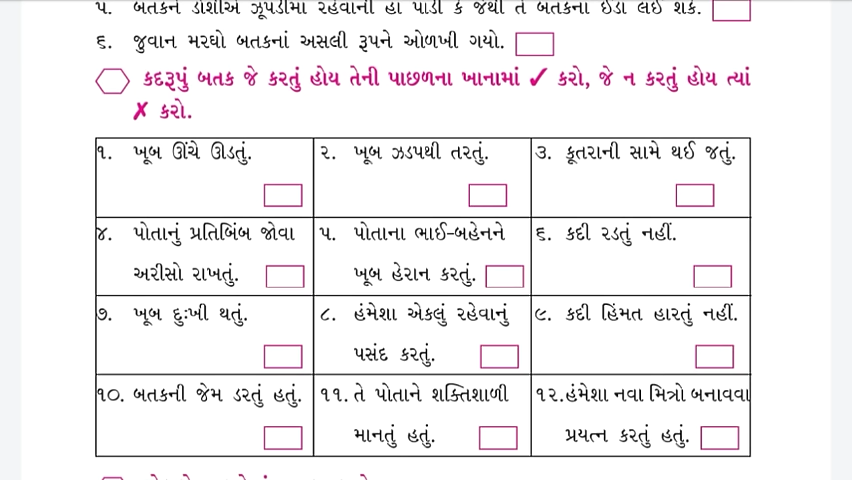 ૫. બતકને ડોશીએ ઝૂંપડીમાં રહેવાની હા પાડી કે જેથી તે બતકનાં ઈંડાં લઈ શકે.
૬. જુવાન મરઘો બતકનાં અસલી રૂપને ઓળખી ગયો.
કદરૂપું બતક જે કરતું હોય તેની પાછળના ખાનામાં ✓ કરો, જે ન કરતું હોય ત્યાં
✗ કરો.
૧. ખૂબ ઊંચે ઊડતું.
૨. ખૂબ ઝડપથી તરતું.
૩. કૂતરાની સામે થઈ જતું.
૪. પોતાનું પ્રતિબિંબ જોવા
અરીસો રાખતું.
૫. પોતાના ભાઈ-બહેનને
ખૂબ હેરાન કરતું.
૬. કદી રડતું નહીં.
૭. ખૂબ દુઃખી થતું.
૮. હંમેશા એકલું રહેવાનું
પસંદ કરતું.
૯. કદી હિંમત હારતું નહીં.
૧૦. બતકની જેમ ડરતું હતું.
૧૧. તે પોતાને શક્તિશાળી
માનતું હતું.
૧૨.હંમેશા નવા મિત્રો બનાવવા
પ્રયત્ન કરતું હતું.